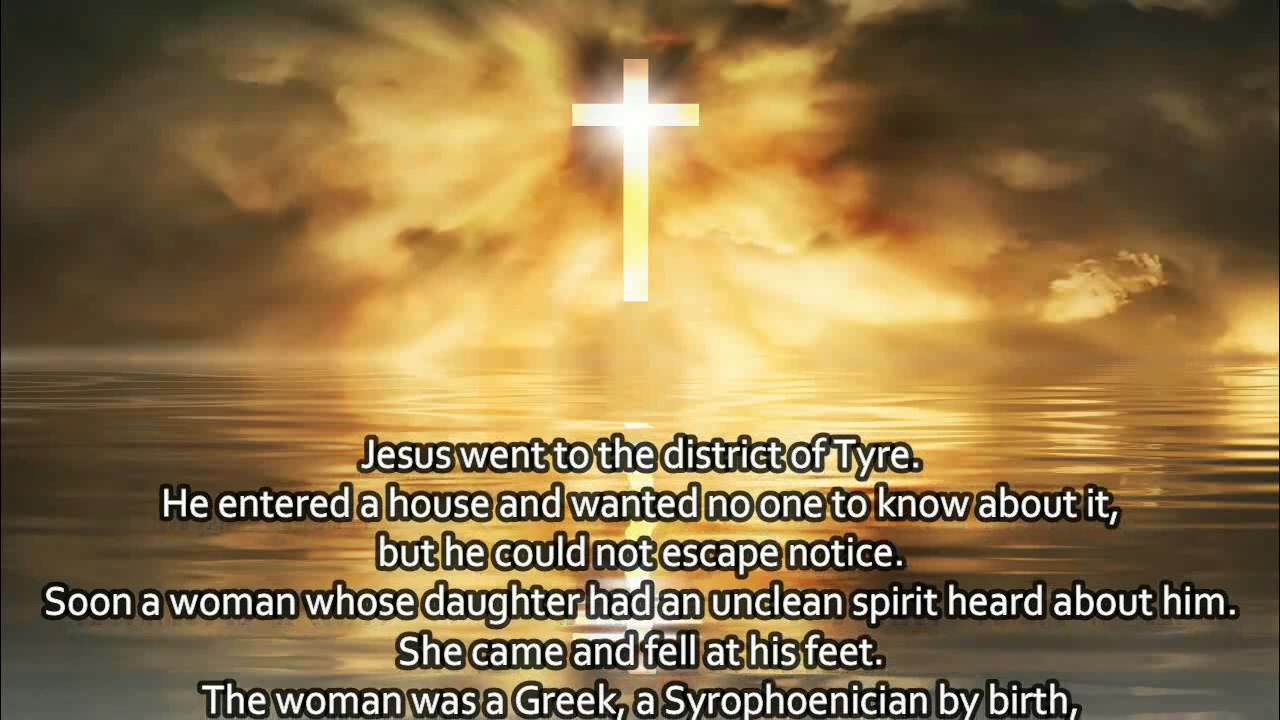 Jesus went to the district of Tyre.
He entered a house and wanted no one to know about it,
but he could not escape notice.
Soon a woman whose daughter had an unclean spirit heard about him.
She came and fell at his feet.
The woman was a Greek, a Syrophoenician by birth,